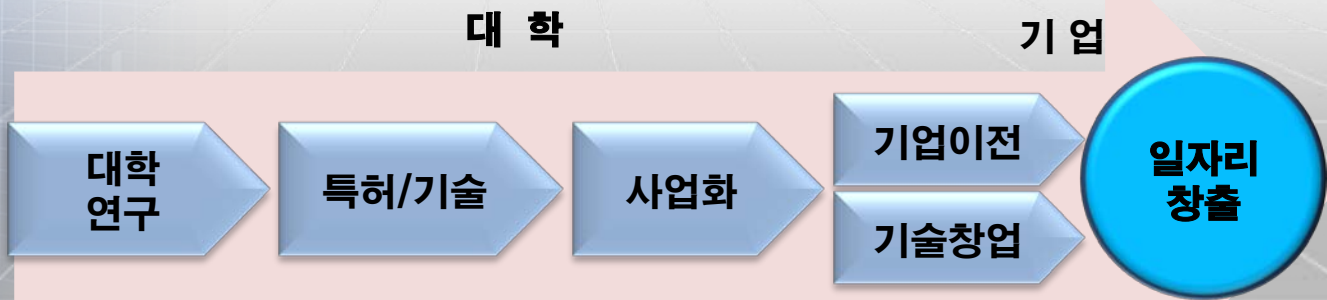 대 학
기 업
대학
연구
특허/기술
사업화
기업이전
기술창업
일자리
창출